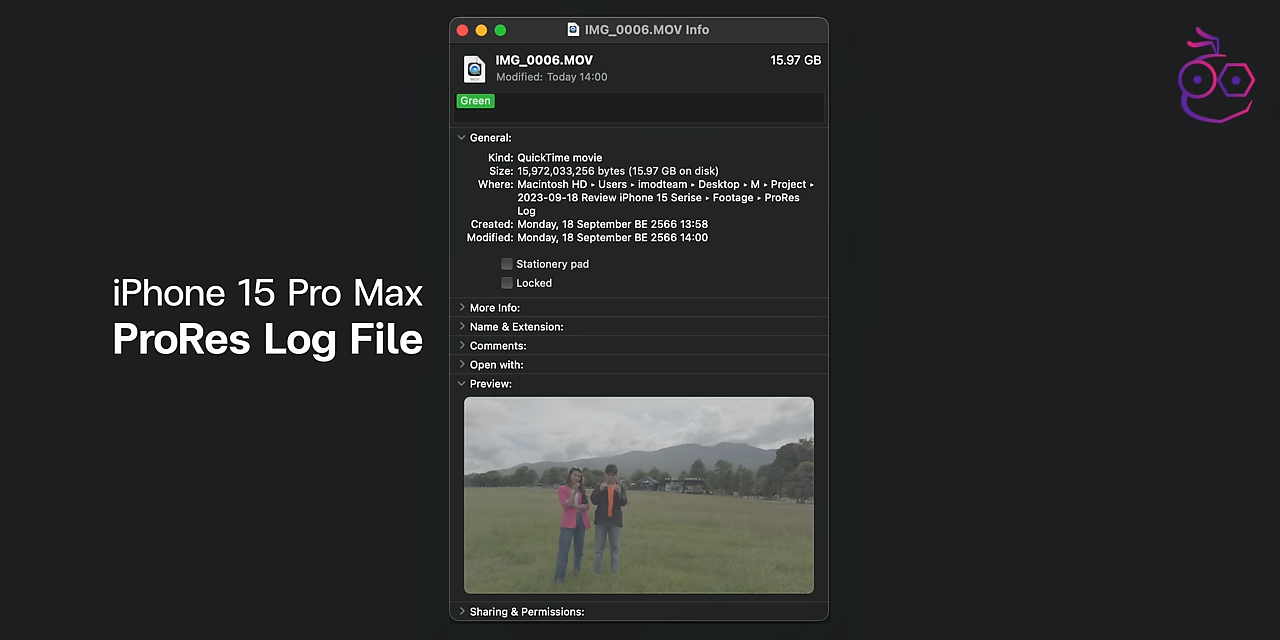 IMG_0006.MOV Info
IMG_0006.MOV
15.97 GB
Modified: Today 14:00
Green
General:
Kind: QuickTime movie
Size: 15,972,033,256 bytes (15.97 GB on disk)
Where: Macintosh HD ▸ Users ▸ imodteam ▸ Desktop ▸ M ▸ Project ▸
2023-09-18 Review iPhone 15 Serise ▸ Footage ▸ ProRes
Log
Created: Monday, 18 September BE 2566 13:58
Modified: Monday, 18 September BE 2566 14:00
Stationery pad
Locked
More Info:
Name & Extension:
Comments:
Open with:
Preview:
Sharing & Permissions:
iPhone 15 Pro Max
ProRes Log File